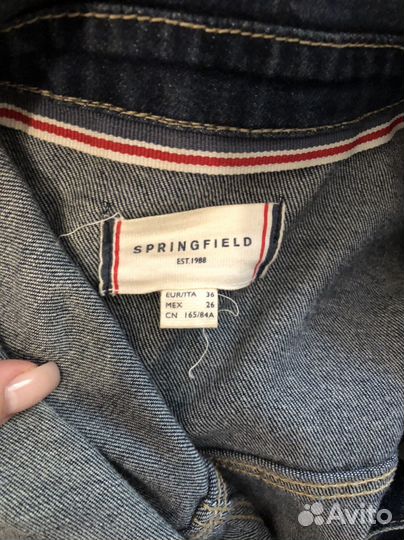 SPRINGFIELD
EST.1988
EUR/ITA 36
MEX 26
CN 165/84A
Avito